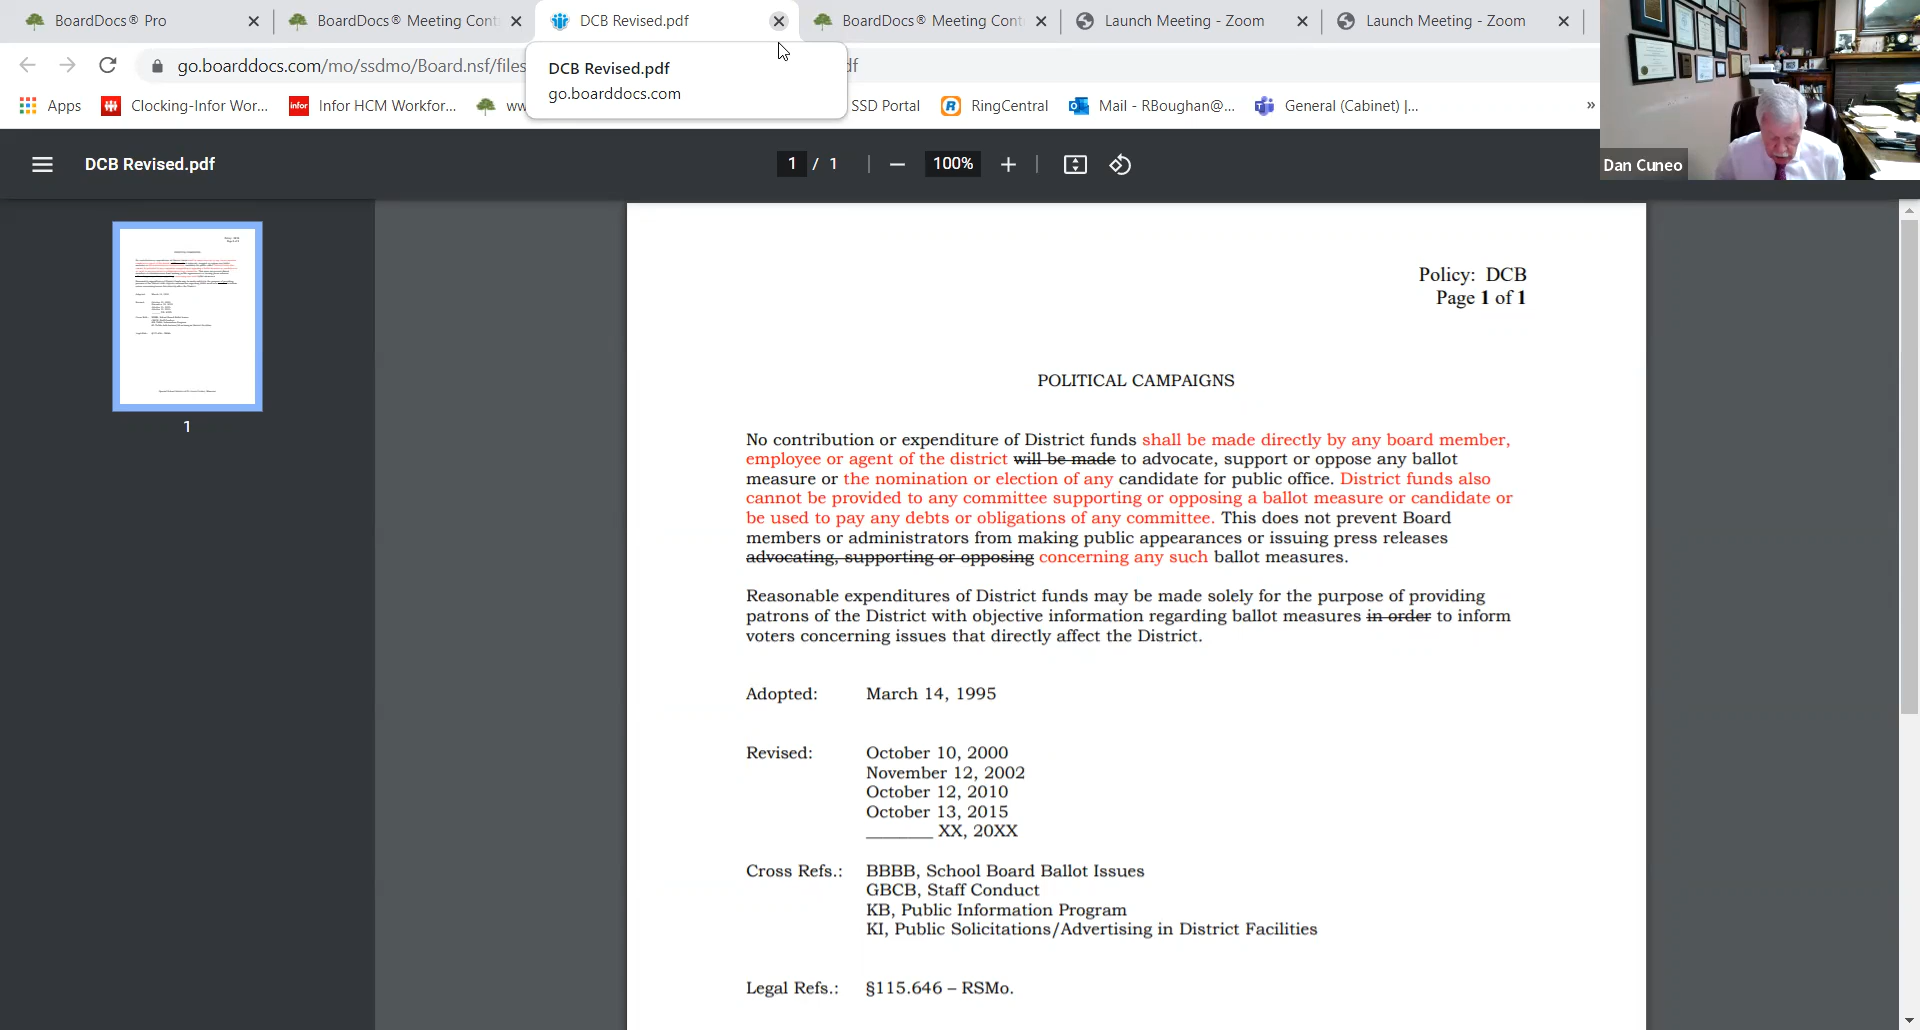 BoardDocs® Pro
BoardDocs® Meeting Cont
DCB Revised.pdf
BoardDocs® Meeting Cont
Launch Meeting - Zoom
Launch Meeting - Zoom
go.boarddocs.com/mo/ssdmo/Board.nsf/files
df
DCB Revised.pdf
go.boarddocs.com
Apps
Clocking-Infor Wor...
infor
Infor HCM Workfor...
ww
SSD Portal
RingCentral
Mail - RBoughan@...
General (Cabinet) |...
»
Dan Cuneo
DCB Revised.pdf
1 / 1
100%
1
Policy: DCB
Page 1 of 1
POLITICAL CAMPAIGNS
No contribution or expenditure of District funds shall be made directly by any board member,
employee or agent of the district will be made to advocate, support or oppose any ballot
measure or the nomination or election of any candidate for public office. District funds also
cannot be provided to any committee supporting or opposing a ballot measure or candidate or
be used to pay any debts or obligations of any committee. This does not prevent Board
members or administrators from making public appearances or issuing press releases
advocating, supporting or opposing concerning any such ballot measures.
Reasonable expenditures of District funds may be made solely for the purpose of providing
patrons of the District with objective information regarding ballot measures in order to inform
voters concerning issues that directly affect the District.
Adopted: March 14, 1995
Revised: October 10, 2000
November 12, 2002
October 12, 2010
October 13, 2015
_______ XX, 20XX
Cross Refs.: BBBB, School Board Ballot Issues
GBCB, Staff Conduct
KB, Public Information Program
KI, Public Solicitations/Advertising in District Facilities
Legal Refs.: §115.646 – RSMo.